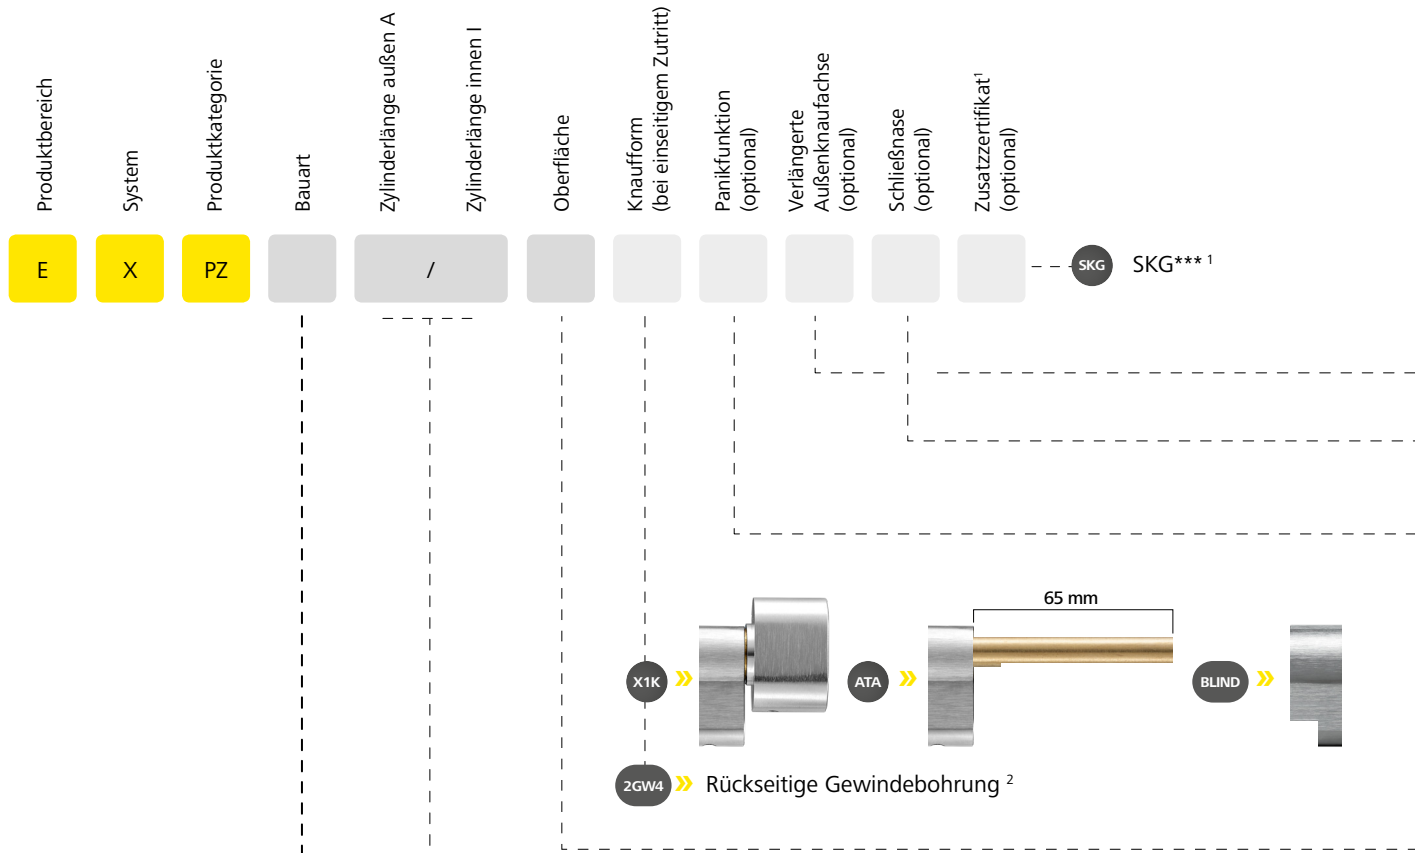 Produktbereich
System
Produktkategorie
Bauart
Zylinderlänge außen A
Zylinderlänge innen I
Oberfläche
Knaufform
(bei einseitigem Zutritt)
Panikfunktion
(optional)
Verlängerte
Außenknaufachse
(optional)
Schließnase
(optional)
Zusatzzertifikat¹
(optional)
E
X
PZ
/
SKG
SKG*** ¹
65 mm
X1K »
ATA »
BLIND »
2GW4 » Rückseitige Gewindebohrung ²